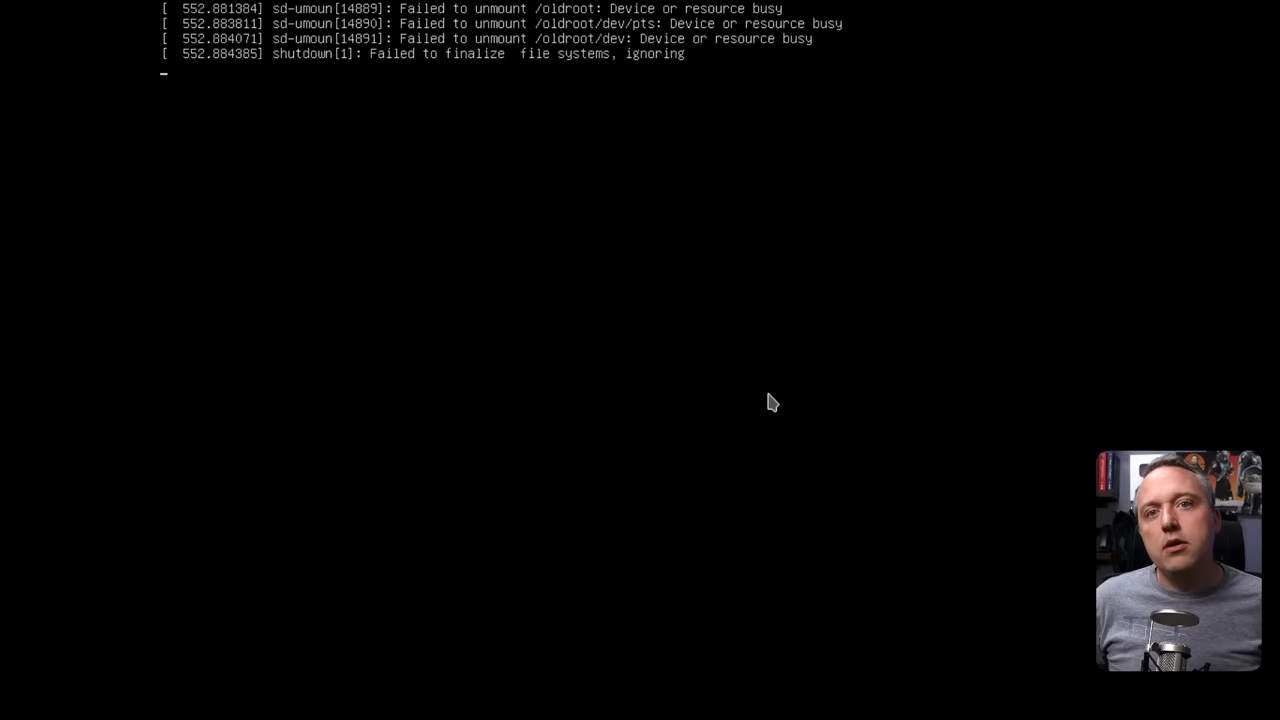 [  552.881384] sd-umoun[14889]: Failed to unmount /oldroot: Device or resource busy
[  552.883811] sd-umoun[14890]: Failed to unmount /oldroot/dev/pts: Device or resource busy
[  552.884071] sd-umoun[14891]: Failed to unmount /oldroot/dev: Device or resource busy
[  552.884385] shutdown[1]: Failed to finalize  file systems, ignoring